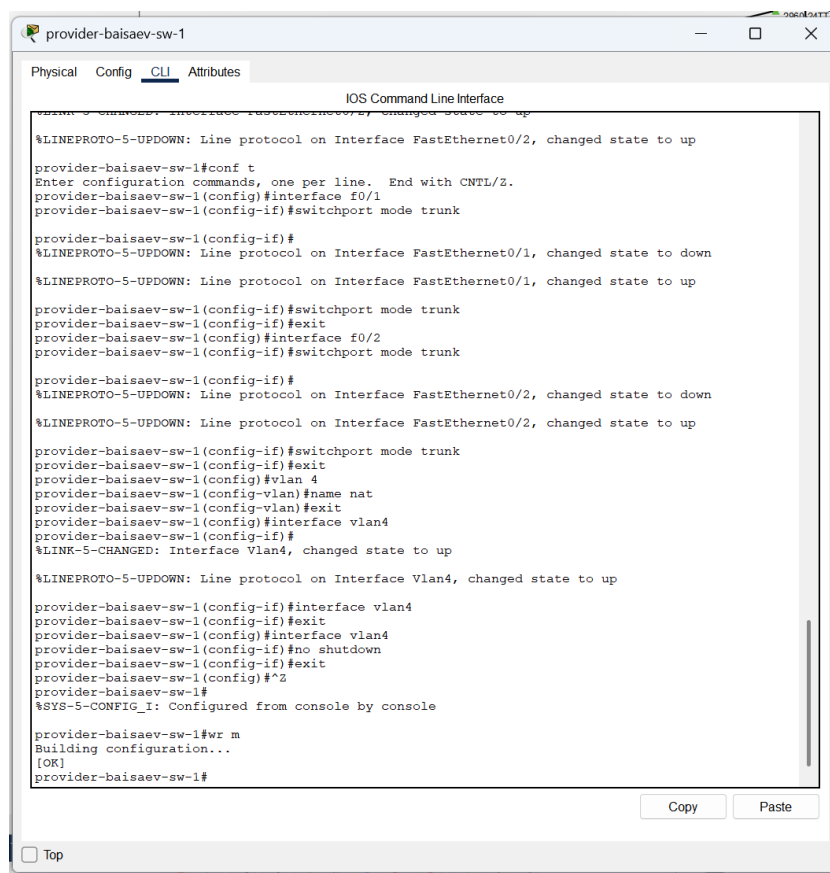 2960-24TT
provider-baisaev-sw-1
Physical Config CLI Attributes
IOS Command Line Interface
%LINK-5-CHANGED: Interface FastEthernet0/2, changed state to up
%LINEPROTO-5-UPDOWN: Line protocol on Interface FastEthernet0/2, changed state to up
provider-baisaev-sw-1#conf t
Enter configuration commands, one per line. End with CNTL/Z.
provider-baisaev-sw-1(config)#interface f0/1
provider-baisaev-sw-1(config-if)#switchport mode trunk
provider-baisaev-sw-1(config-if)#
%LINEPROTO-5-UPDOWN: Line protocol on Interface FastEthernet0/1, changed state to down
%LINEPROTO-5-UPDOWN: Line protocol on Interface FastEthernet0/1, changed state to up
provider-baisaev-sw-1(config-if)#switchport mode trunk
provider-baisaev-sw-1(config-if)#exit
provider-baisaev-sw-1(config)#interface f0/2
provider-baisaev-sw-1(config-if)#switchport mode trunk
provider-baisaev-sw-1(config-if)#
%LINEPROTO-5-UPDOWN: Line protocol on Interface FastEthernet0/2, changed state to down
%LINEPROTO-5-UPDOWN: Line protocol on Interface FastEthernet0/2, changed state to up
provider-baisaev-sw-1(config-if)#switchport mode trunk
provider-baisaev-sw-1(config-if)#exit
provider-baisaev-sw-1(config)#vlan 4
provider-baisaev-sw-1(config-vlan)#name nat
provider-baisaev-sw-1(config-vlan)#exit
provider-baisaev-sw-1(config)#interface vlan4
provider-baisaev-sw-1(config-if)#
%LINK-5-CHANGED: Interface Vlan4, changed state to up
%LINEPROTO-5-UPDOWN: Line protocol on Interface Vlan4, changed state to up
provider-baisaev-sw-1(config-if)#interface vlan4
provider-baisaev-sw-1(config-if)#exit
provider-baisaev-sw-1(config)#interface vlan4
provider-baisaev-sw-1(config-if)#no shutdown
provider-baisaev-sw-1(config-if)#exit
provider-baisaev-sw-1(config)#^Z
provider-baisaev-sw-1#
%SYS-5-CONFIG_I: Configured from console by console
provider-baisaev-sw-1#wr m
Building configuration...
[OK]
provider-baisaev-sw-1#
Copy Paste
Top